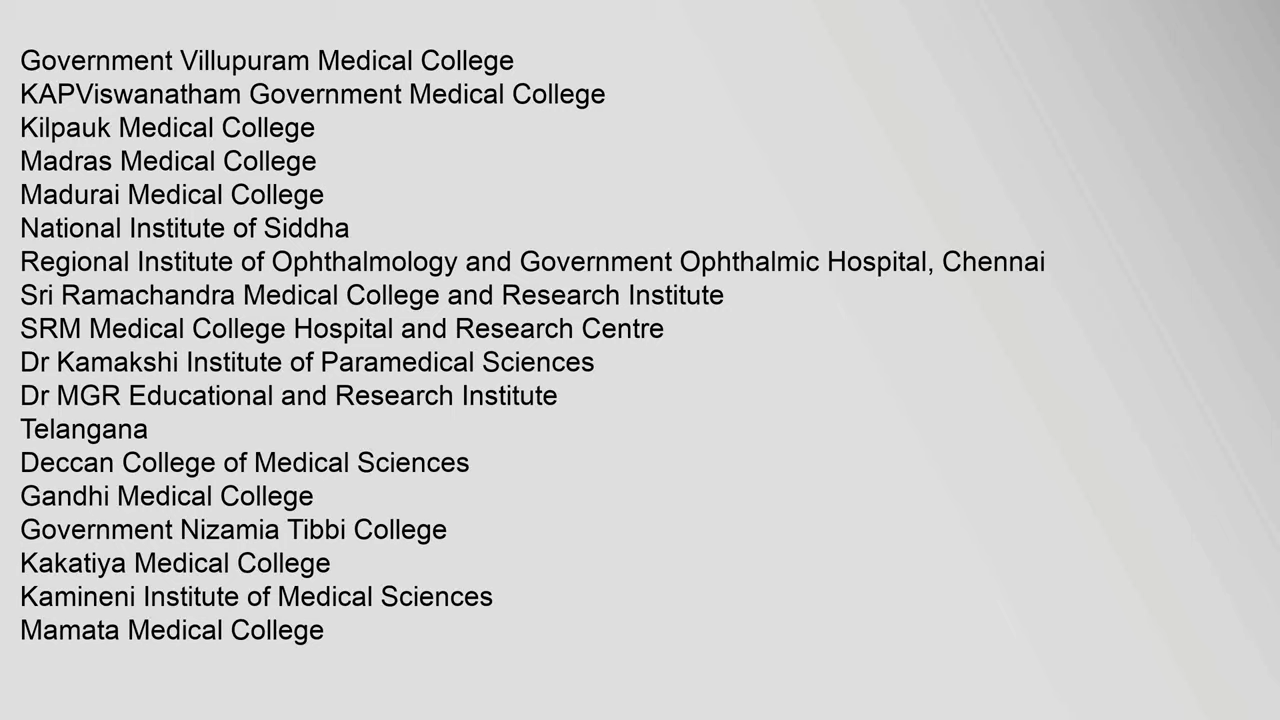 Government Villupuram Medical College
KAPViswanatham Government Medical College
Kilpauk Medical College
Madras Medical College
Madurai Medical College
National Institute of Siddha
Regional Institute of Ophthalmology and Government Ophthalmic Hospital, Chennai
Sri Ramachandra Medical College and Research Institute
SRM Medical College Hospital and Research Centre
Dr Kamakshi Institute of Paramedical Sciences
Dr MGR Educational and Research Institute
Telangana
Deccan College of Medical Sciences
Gandhi Medical College
Government Nizamia Tibbi College
Kakatiya Medical College
Kamineni Institute of Medical Sciences
Mamata Medical College